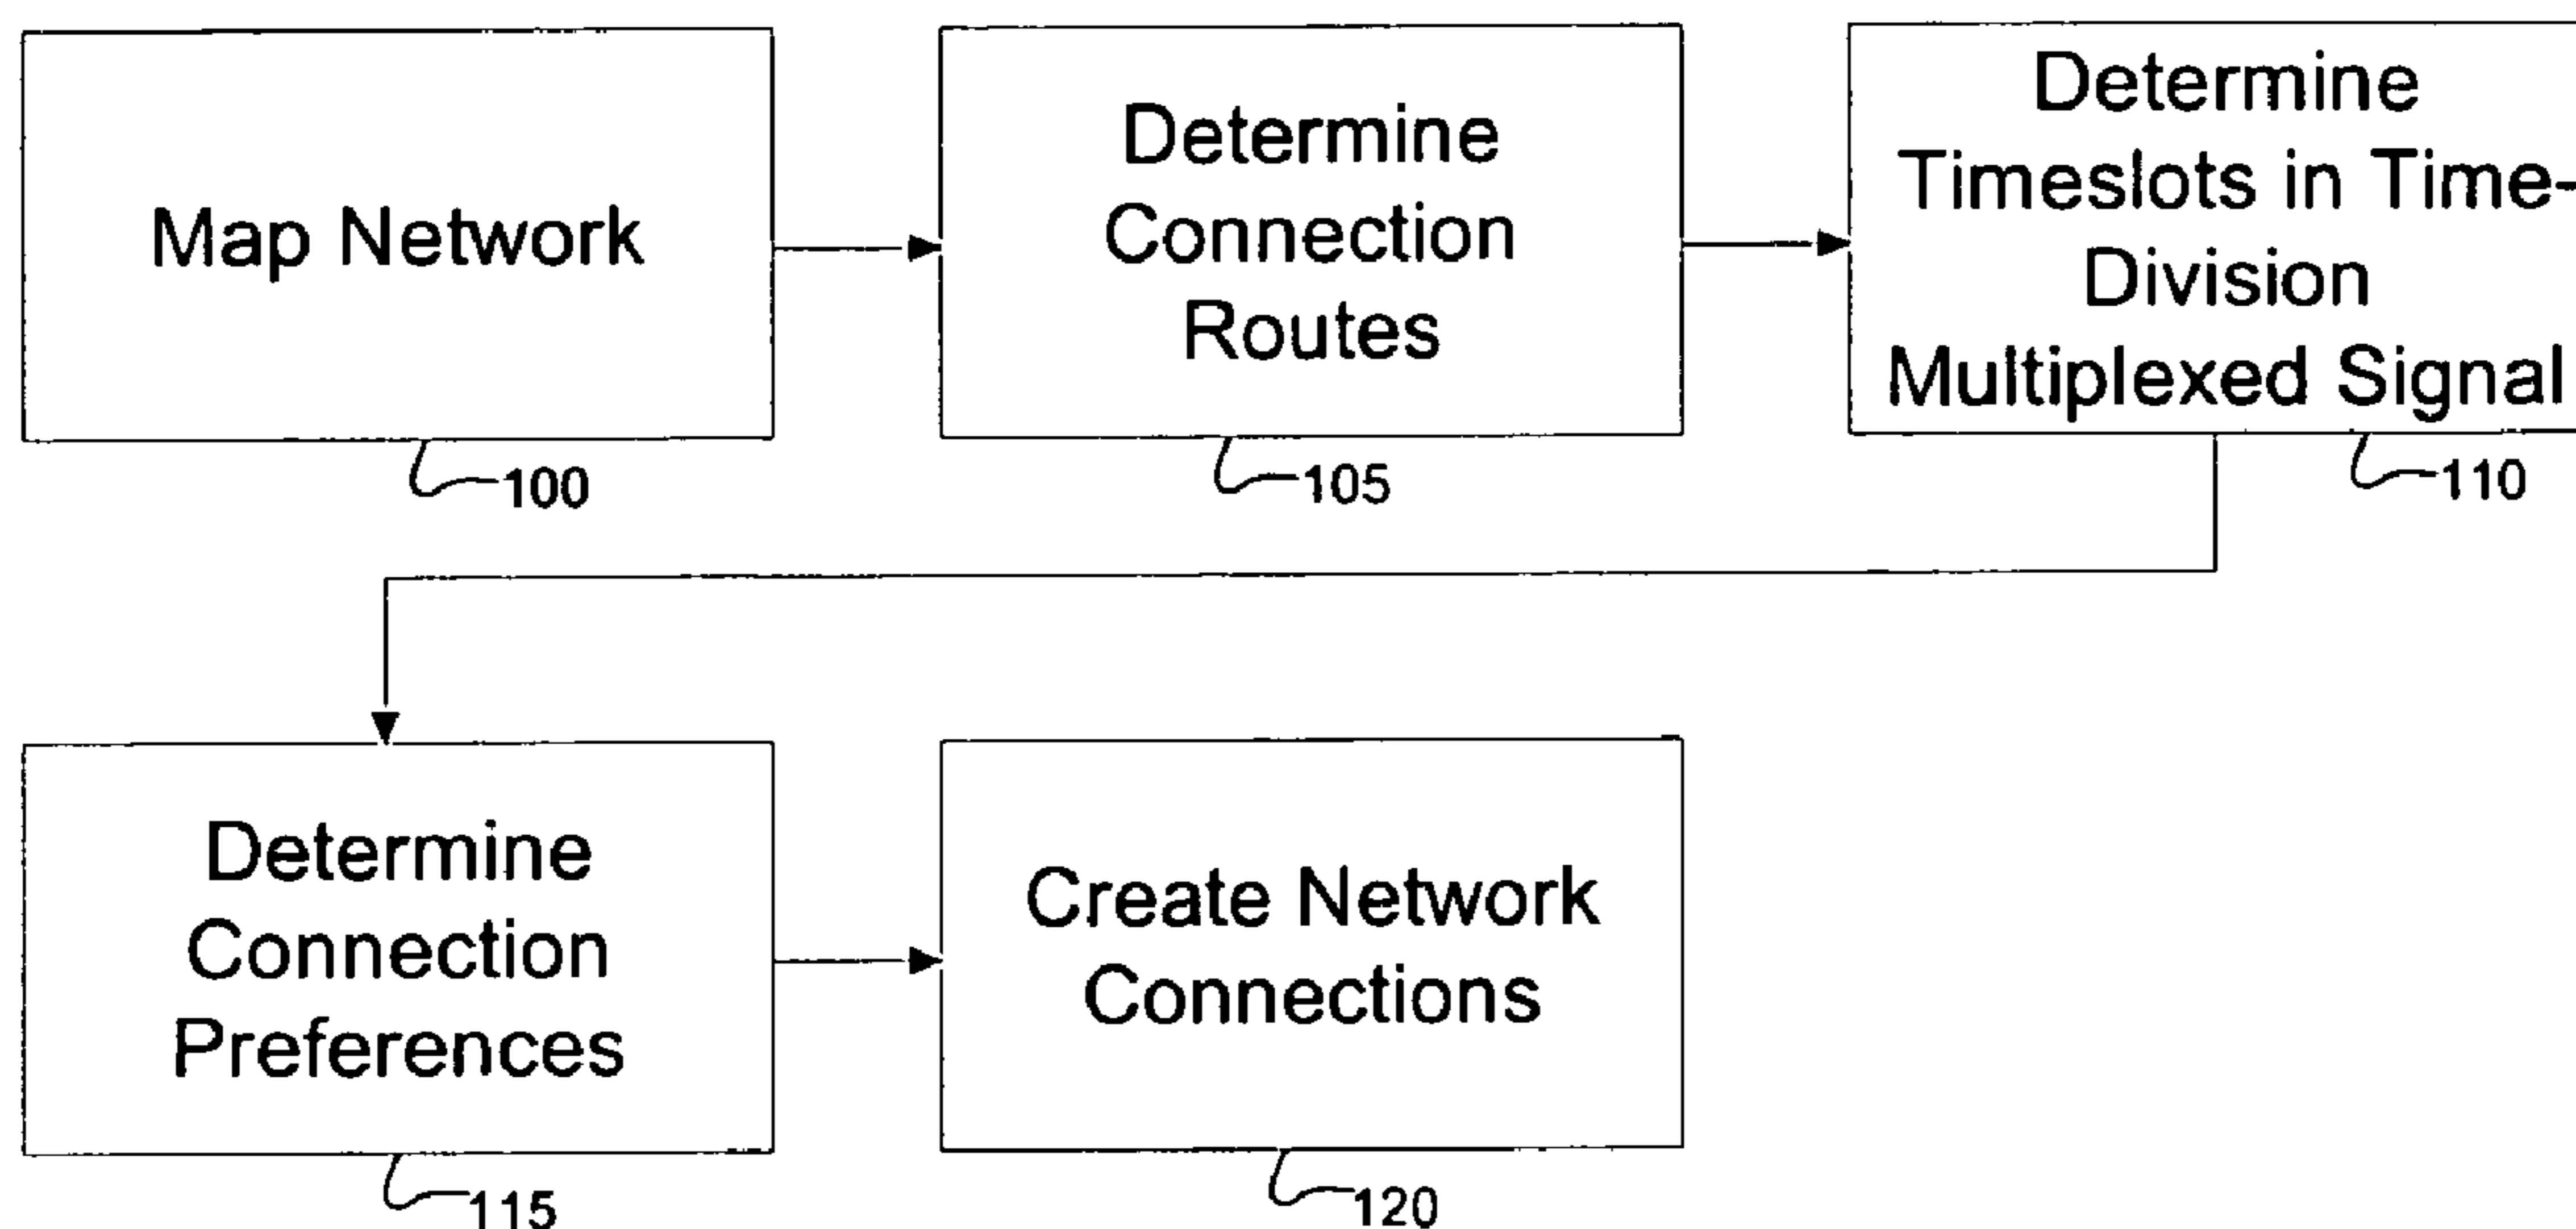 Map Network
100
Determine
Connection
Routes
105
Determine
Timeslots in Time-
Division
Multiplexed Signal
110
Determine
Connection
Preferences
115
Create Network
Connections
120